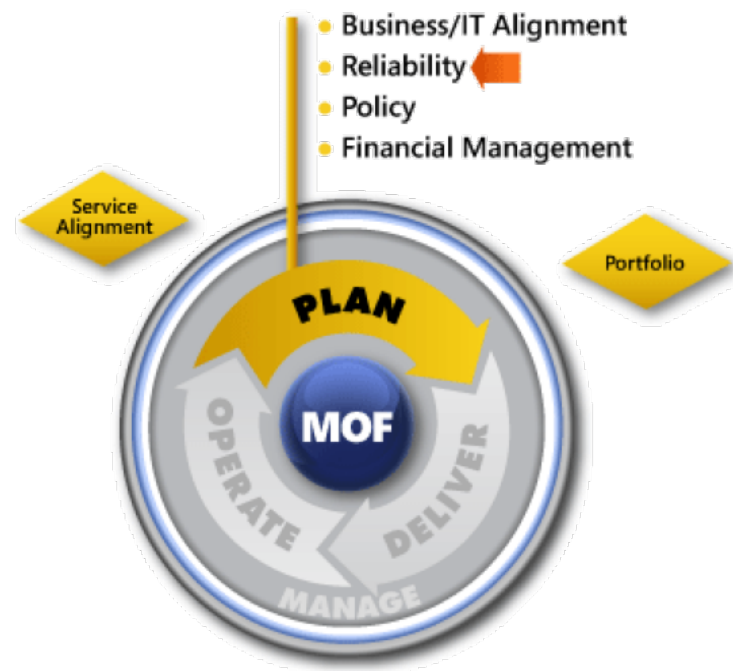 Business/IT Alignment
Reliability
Policy
Financial Management
Service
Alignment
Portfolio
PLAN
MOF
OPERATE
DELIVER
MANAGE